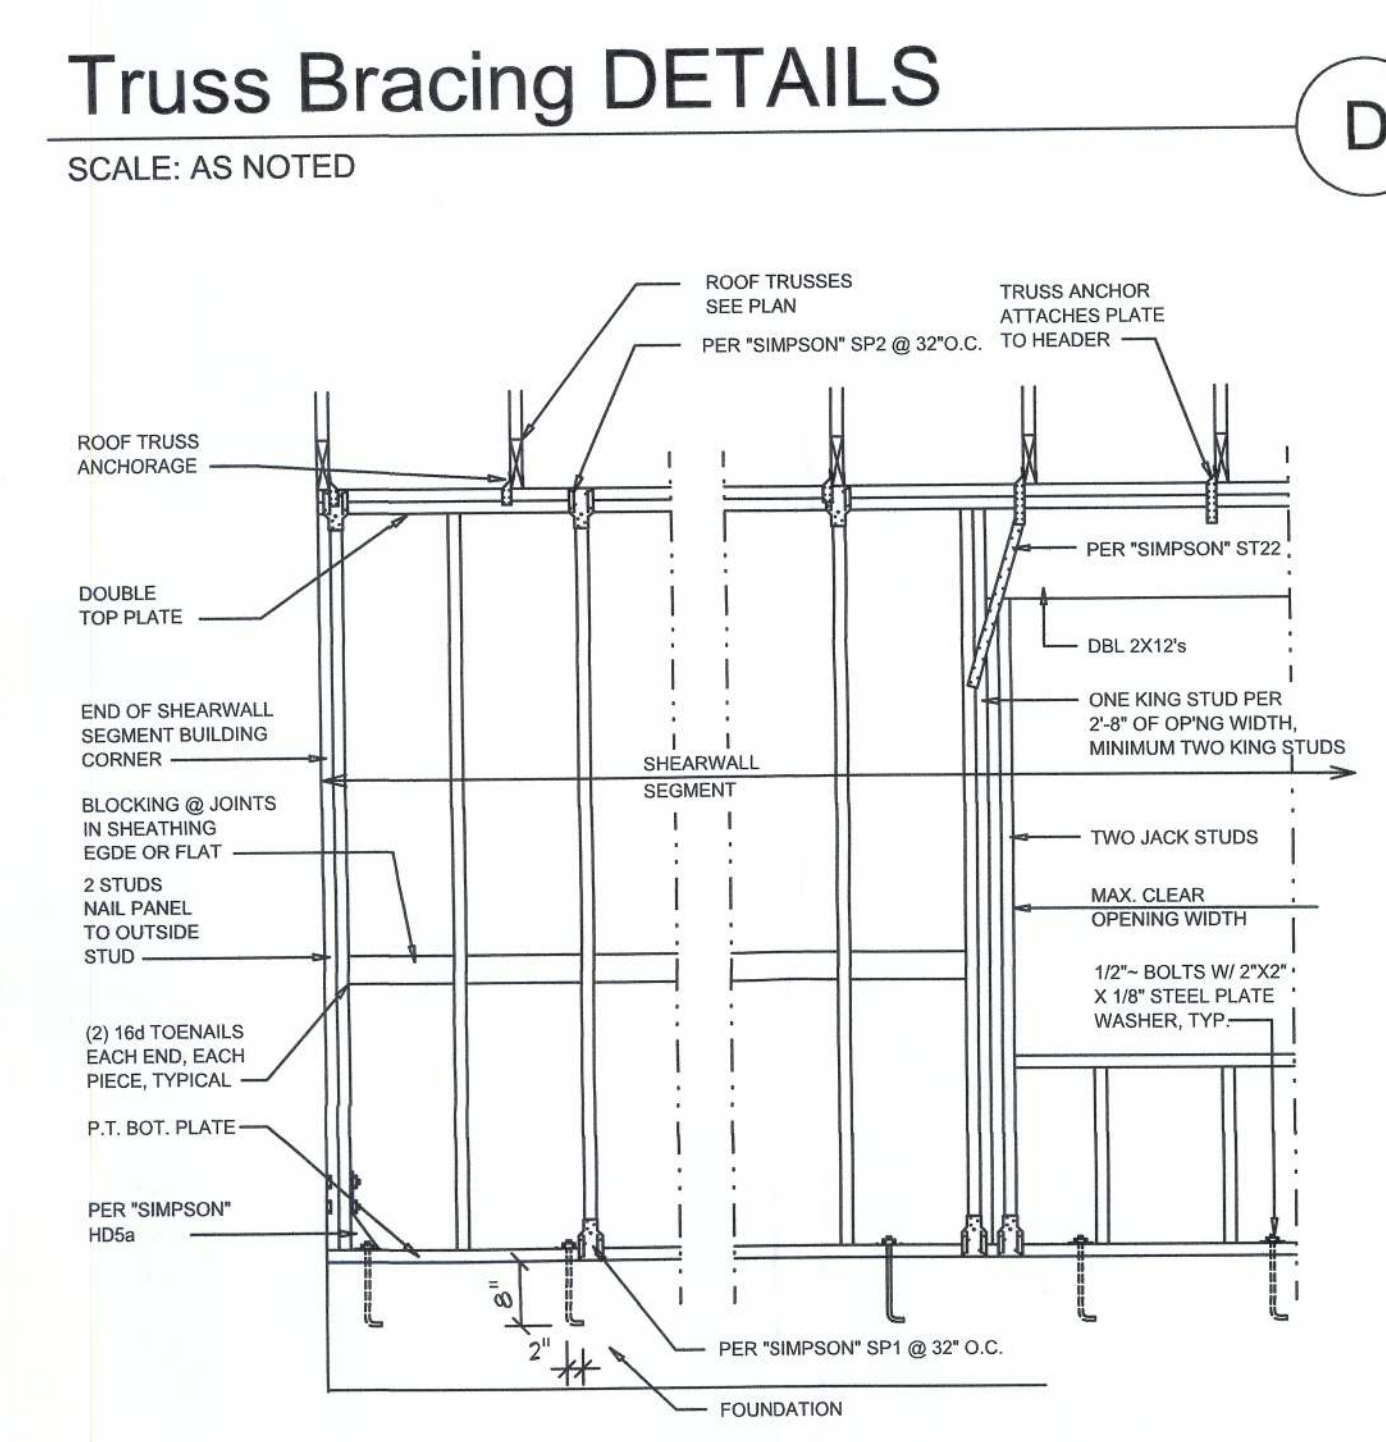 Truss Bracing DETAILS
D
SCALE: AS NOTED
ROOF TRUSSES
SEE PLAN
TRUSS ANCHOR
ATTACHES PLATE
TO HEADER
PER "SIMPSON" SP2 @ 32"O.C.
ROOF TRUSS
ANCHORAGE
PER "SIMPSON" ST22
DOUBLE
TOP PLATE
DBL 2X12's
END OF SHEARWALL
SEGMENT BUILDING
CORNER
ONE KING STUD PER
2'-8" OF OP'NG WIDTH,
MINIMUM TWO KING STUDS
SHEARWALL
SEGMENT
BLOCKING @ JOINTS
IN SHEATHING
EGDE OR FLAT
TWO JACK STUDS
2 STUDS
NAIL PANEL
TO OUTSIDE
STUD
MAX. CLEAR
OPENING WIDTH
1/2"~ BOLTS W/ 2"X2"
X 1/8" STEEL PLATE
WASHER, TYP.
(2) 16d TOENAILS
EACH END, EACH
PIECE, TYPICAL
P.T. BOT. PLATE
PER "SIMPSON"
HD5a
8"
2"
PER "SIMPSON" SP1 @ 32" O.C.
FOUNDATION